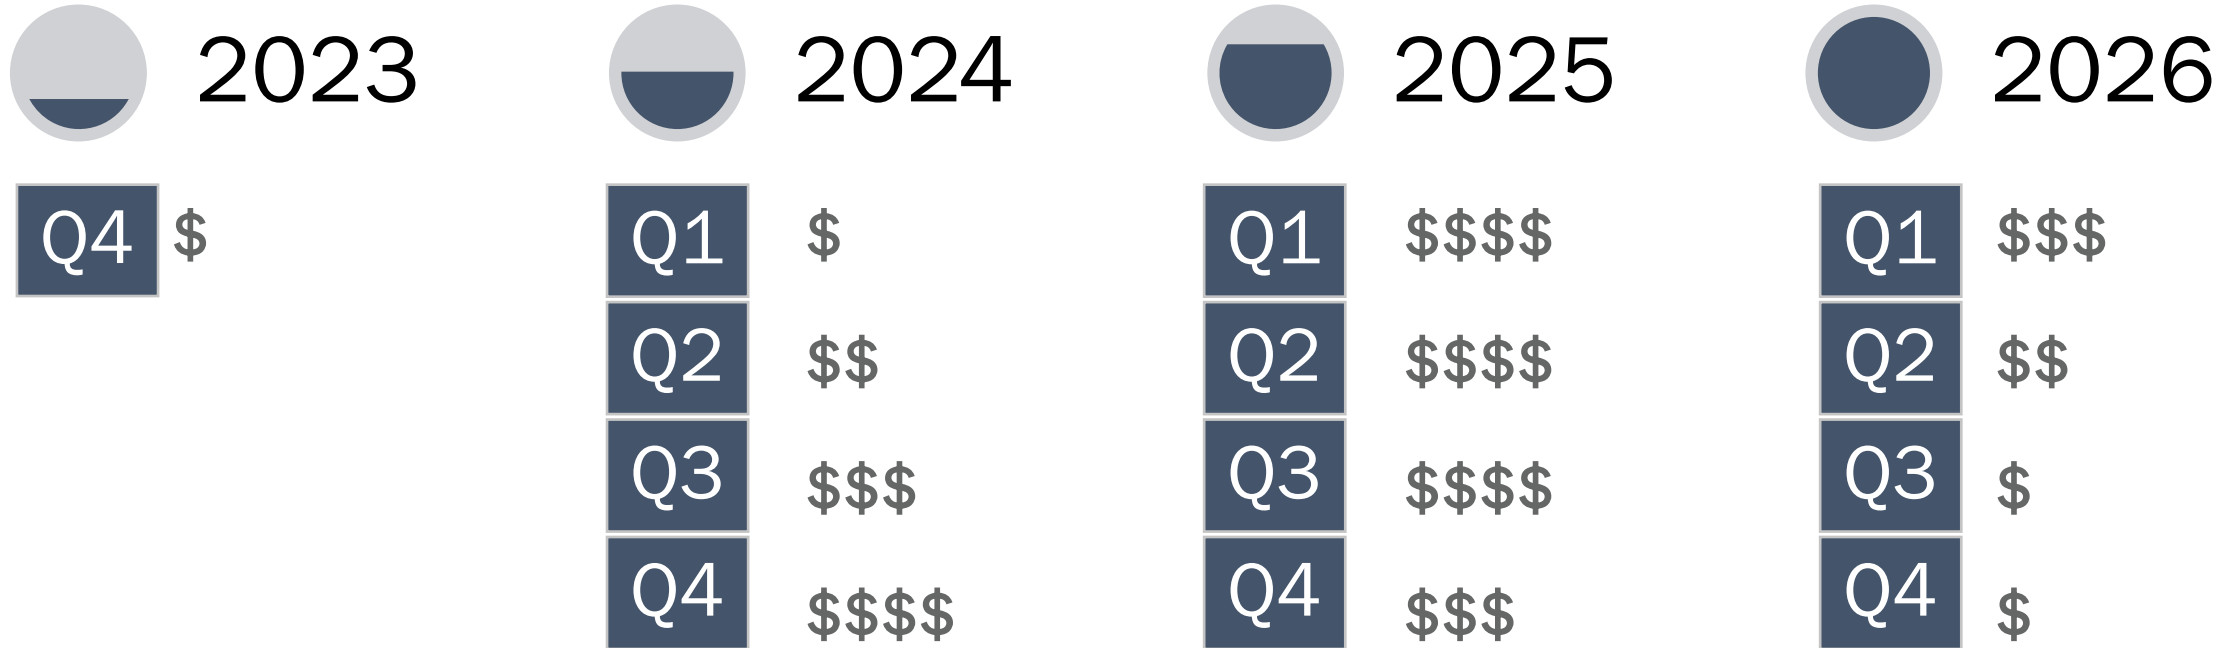 2023 2024 2025 2026
Q4 $ Q1 $ Q1 $$$$ Q1 $$$
Q2 $$ Q2 $$$$ Q2 $$
Q3 $$$ Q3 $$$$ Q3 $
Q4 $$$$ Q4 $$$ Q4 $